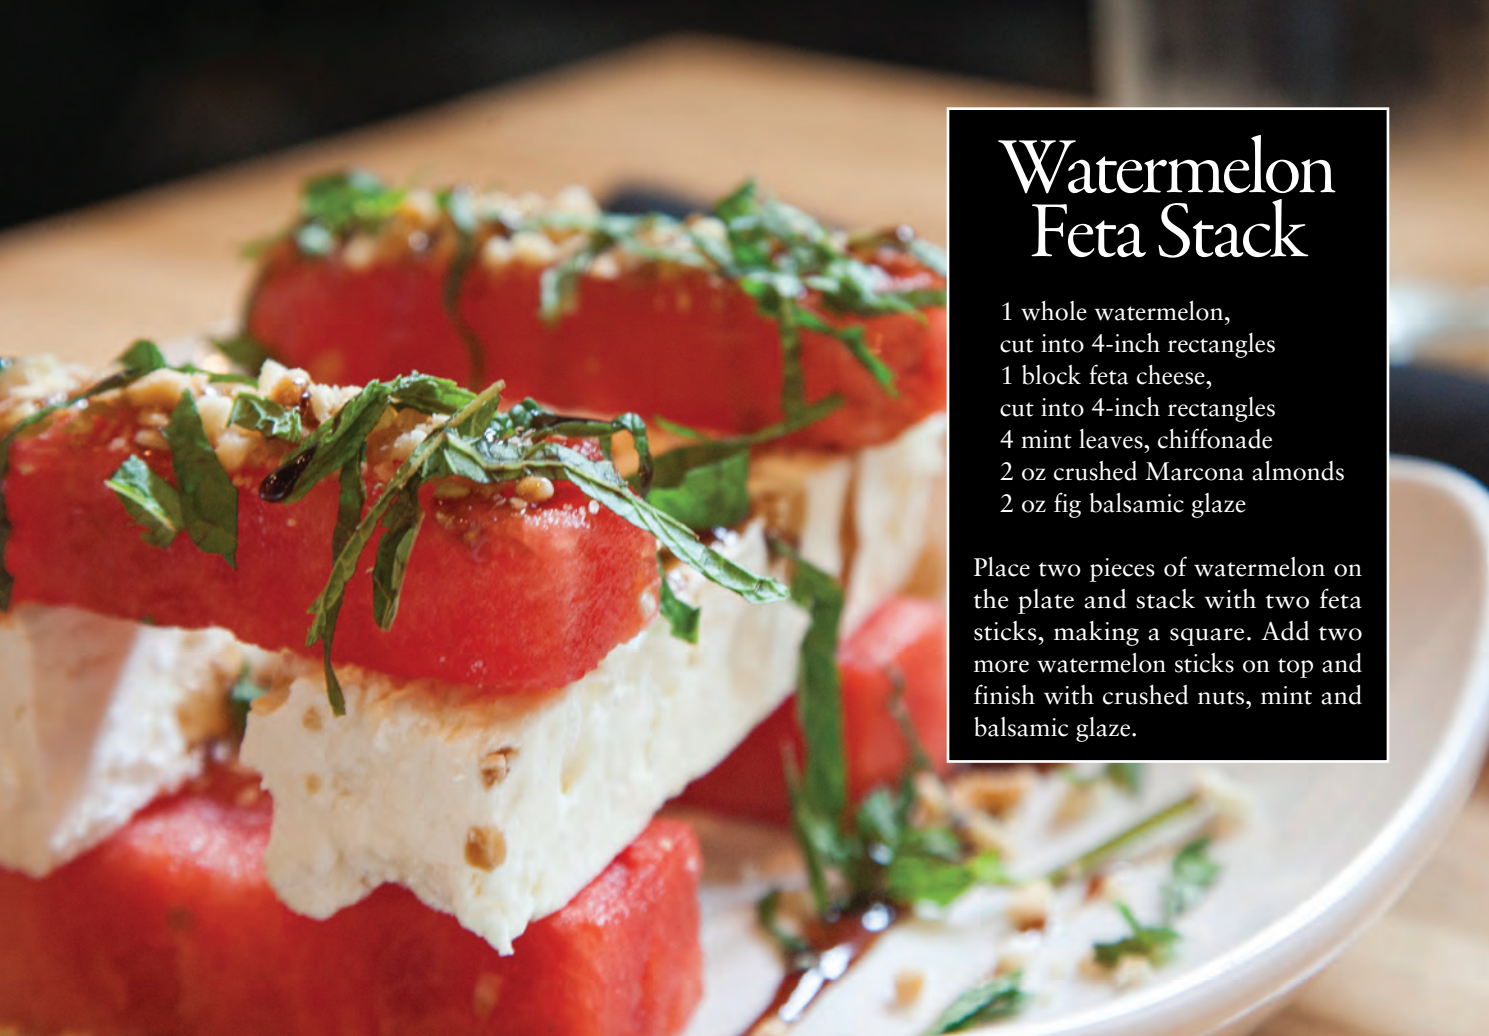 Watermelon
Feta Stack
1 whole watermelon,
cut into 4-inch rectangles
1 block feta cheese,
cut into 4-inch rectangles
4 mint leaves, chiffonade
2 oz crushed Marcona almonds
2 oz fig balsamic glaze
Place two pieces of watermelon on
the plate and stack with two feta
sticks, making a square. Add two
more watermelon sticks on top and
finish with crushed nuts, mint and
balsamic glaze.